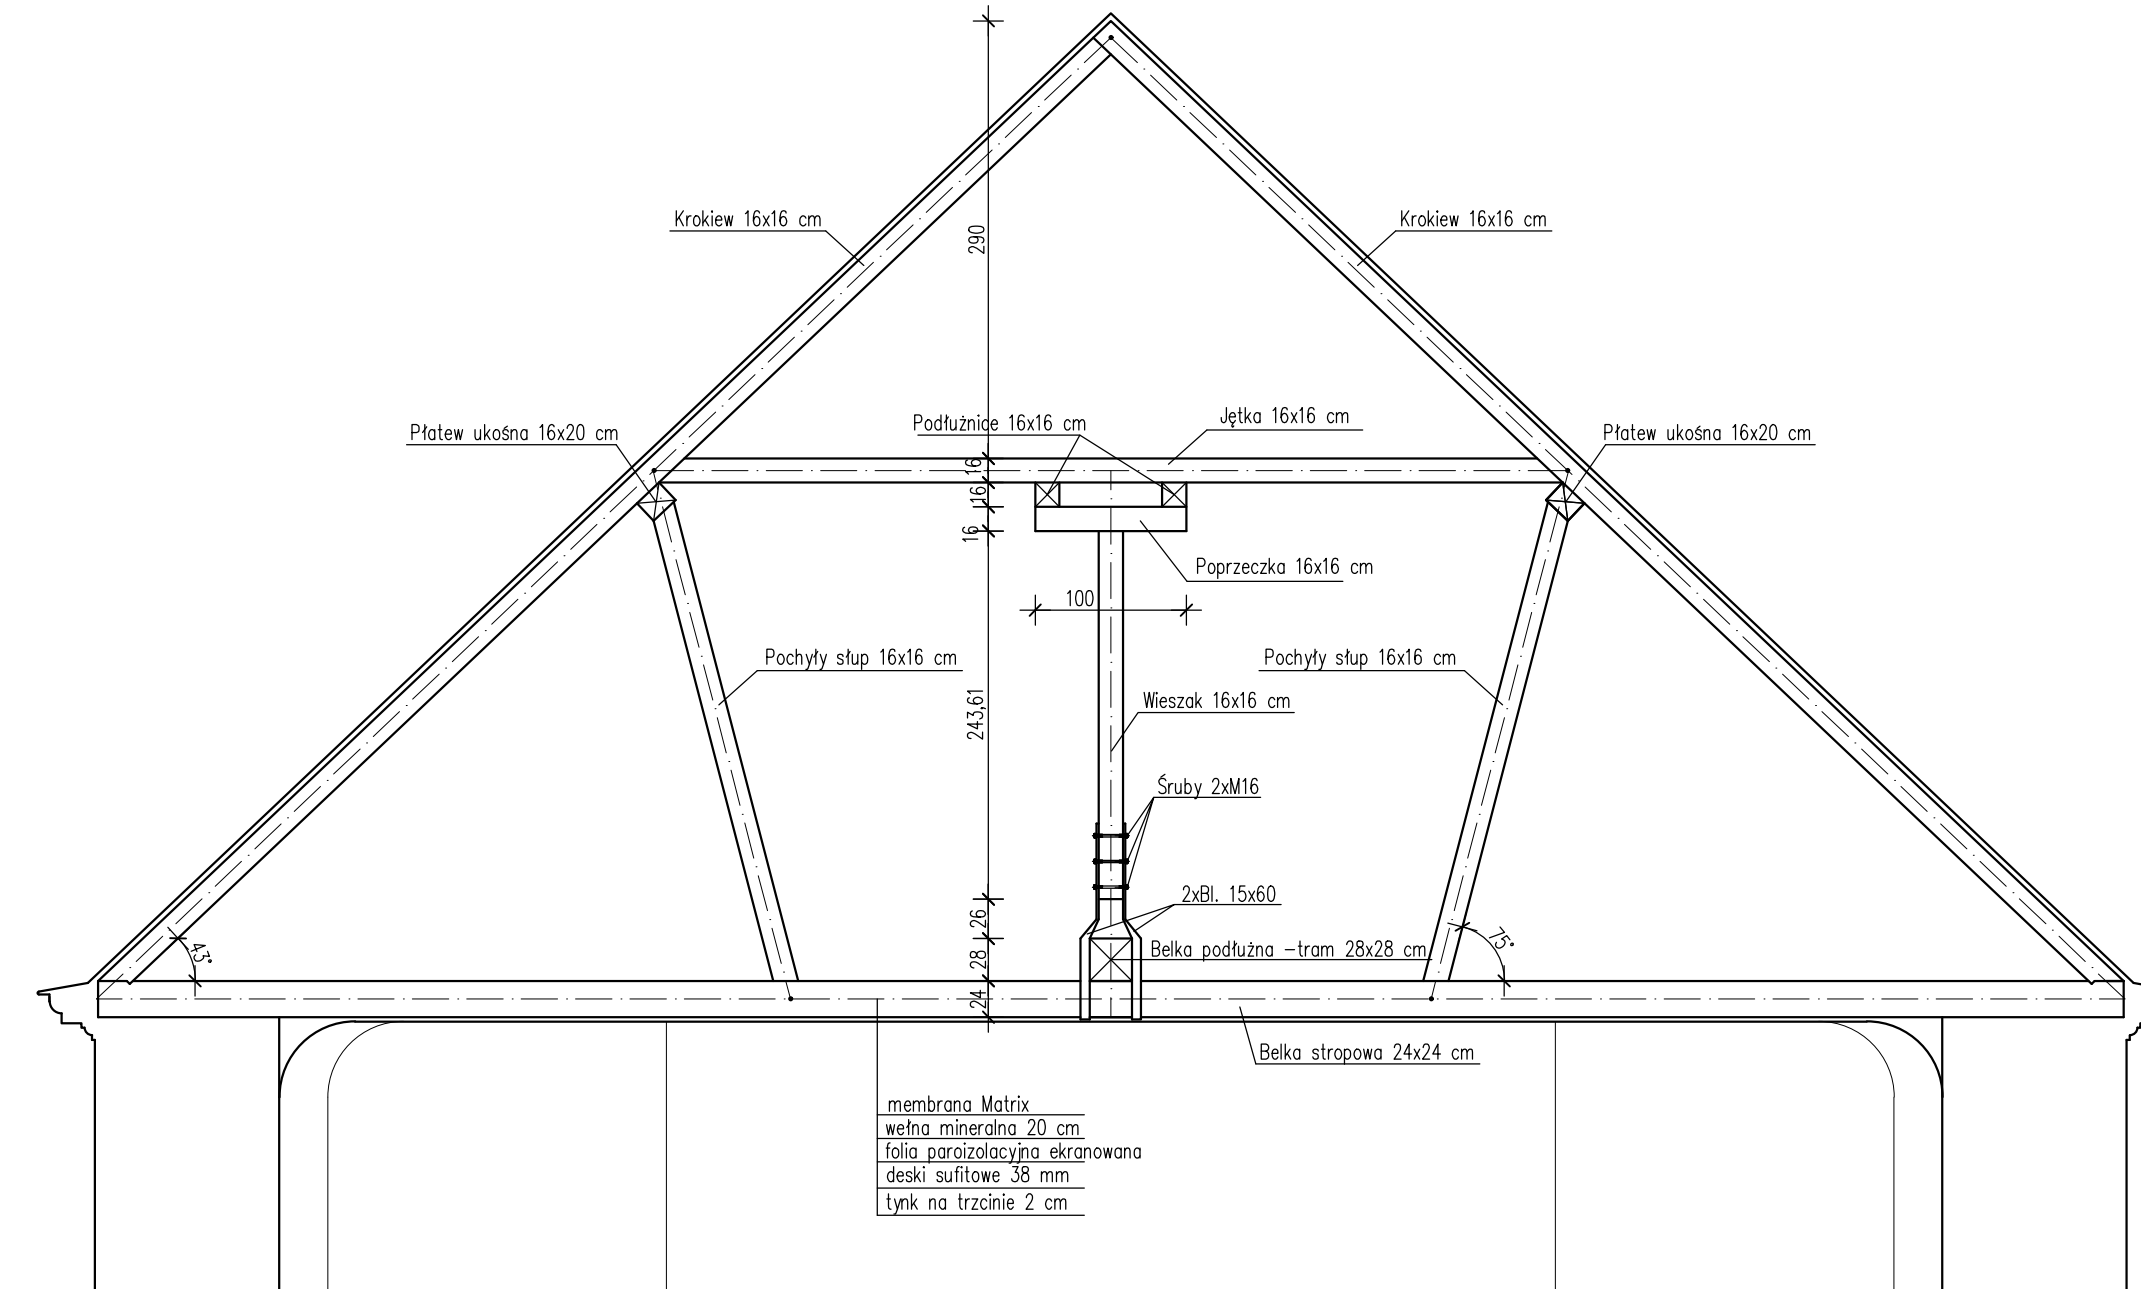 290
Krokiew 16x16 cm
Krokiew 16x16 cm
Płatew ukośna 16x20 cm
Podłużnice 16x16 cm
Jętka 16x16 cm
Płatew ukośna 16x20 cm
16
16
16
Poprzeczka 16x16 cm
100
Pochyły słup 16x16 cm
Pochyły słup 16x16 cm
243,61
Wieszak 16x16 cm
Śruby 2xM16
2xBl. 15x60
26
43°
75°
28
Belka podłużna -tram 28x28 cm
24
Belka stropowa 24x24 cm
membrana Matrix
wełna mineralna 20 cm
folia paroizolacyjna ekranowana
deski sufitowe 38 mm
tynk na trzcinie 2 cm